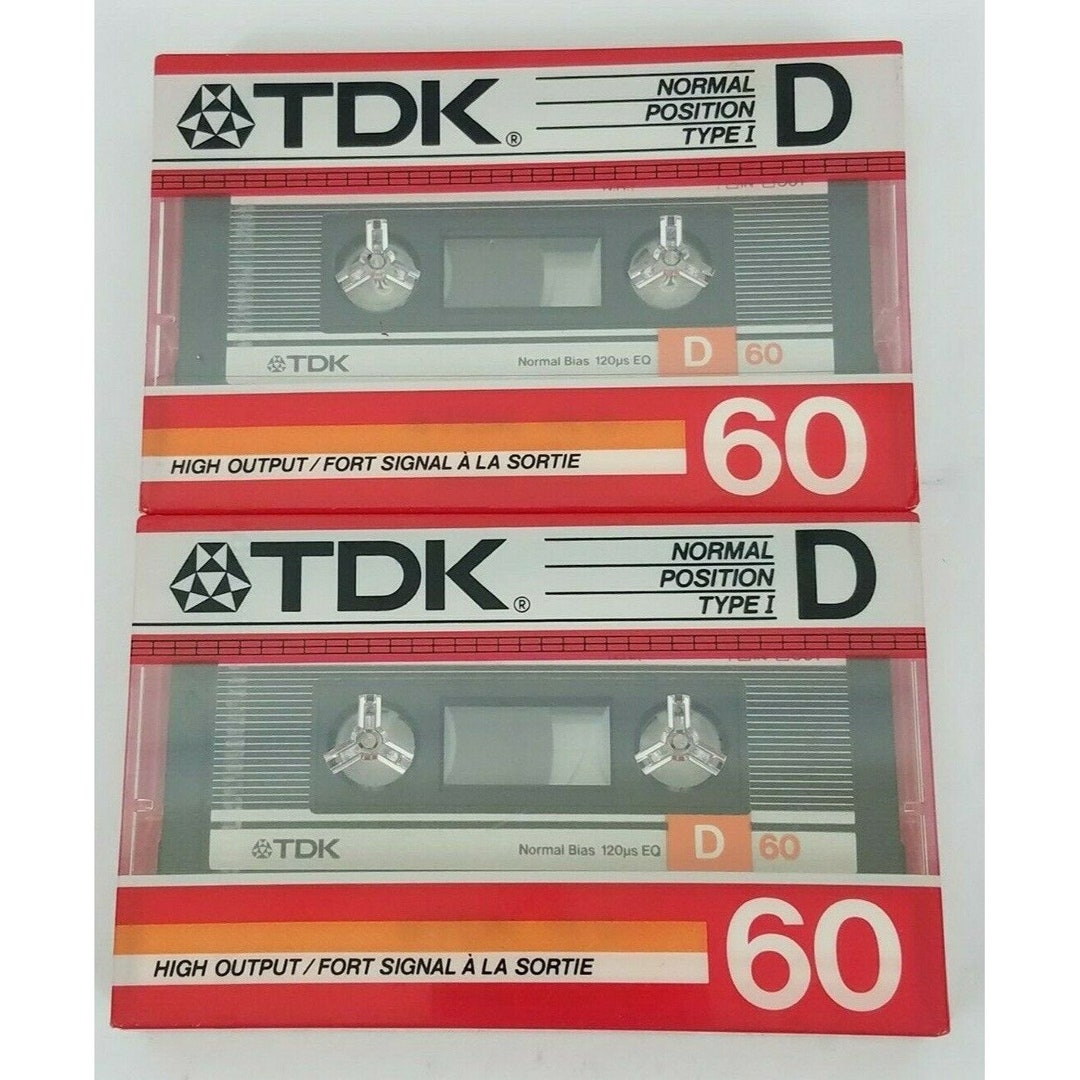 TDK® NORMAL POSITION TYPE I D
TDK Normal Bias 120µs EQ D 60
HIGH OUTPUT/FORT SIGNAL À LA SORTIE 60
TDK® NORMAL POSITION TYPE I D
TDK Normal Bias 120µs EQ D 60
HIGH OUTPUT/FORT SIGNAL À LA SORTIE 60